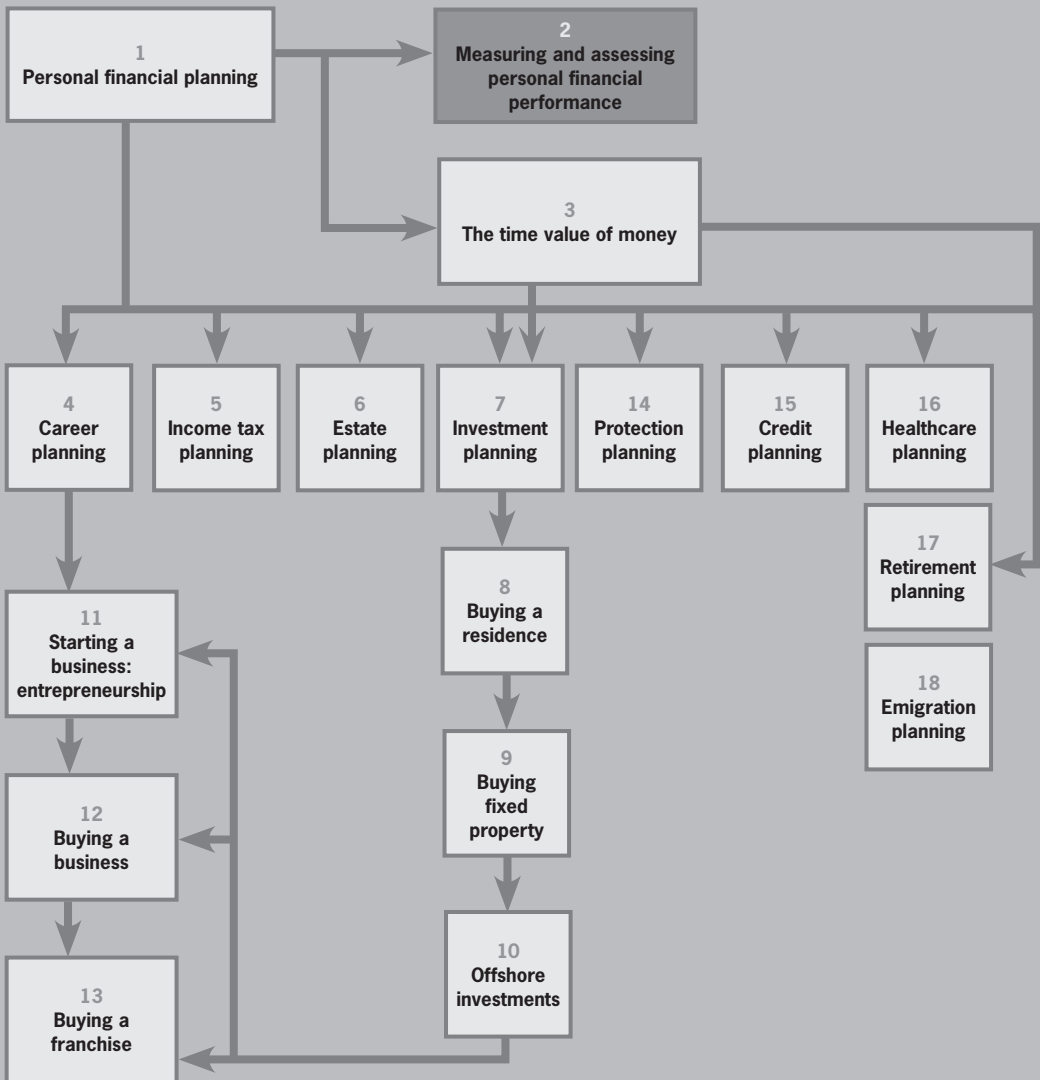 1
Personal financial planning
2
Measuring and assessing
personal financial
performance
3
The time value of money
4
Career
planning
5
Income tax
planning
6
Estate
planning
7
Investment
planning
14
Protection
planning
15
Credit
planning
16
Healthcare
planning
17
Retirement
planning
8
Buying a
residence
11
Starting a
business:
entrepreneurship
18
Emigration
planning
9
Buying
fixed
property
12
Buying a
business
10
Offshore
investments
13
Buying a
franchise